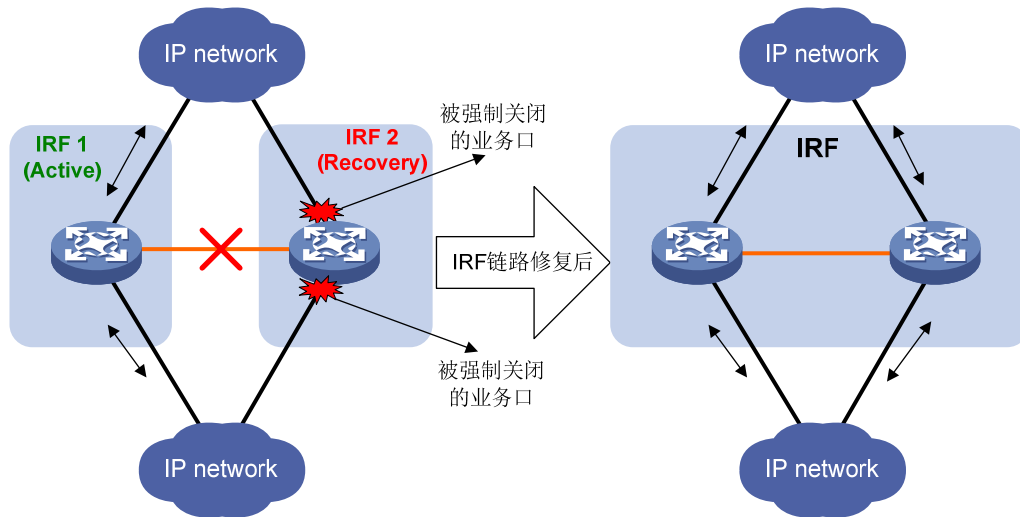 IP network
IP network
被强制关闭
的业务口
IRF 1
(Active)
IRF 2
(Recovery)
IRF
IRF链路修复后
被强制关闭
的业务口
IP network
IP network